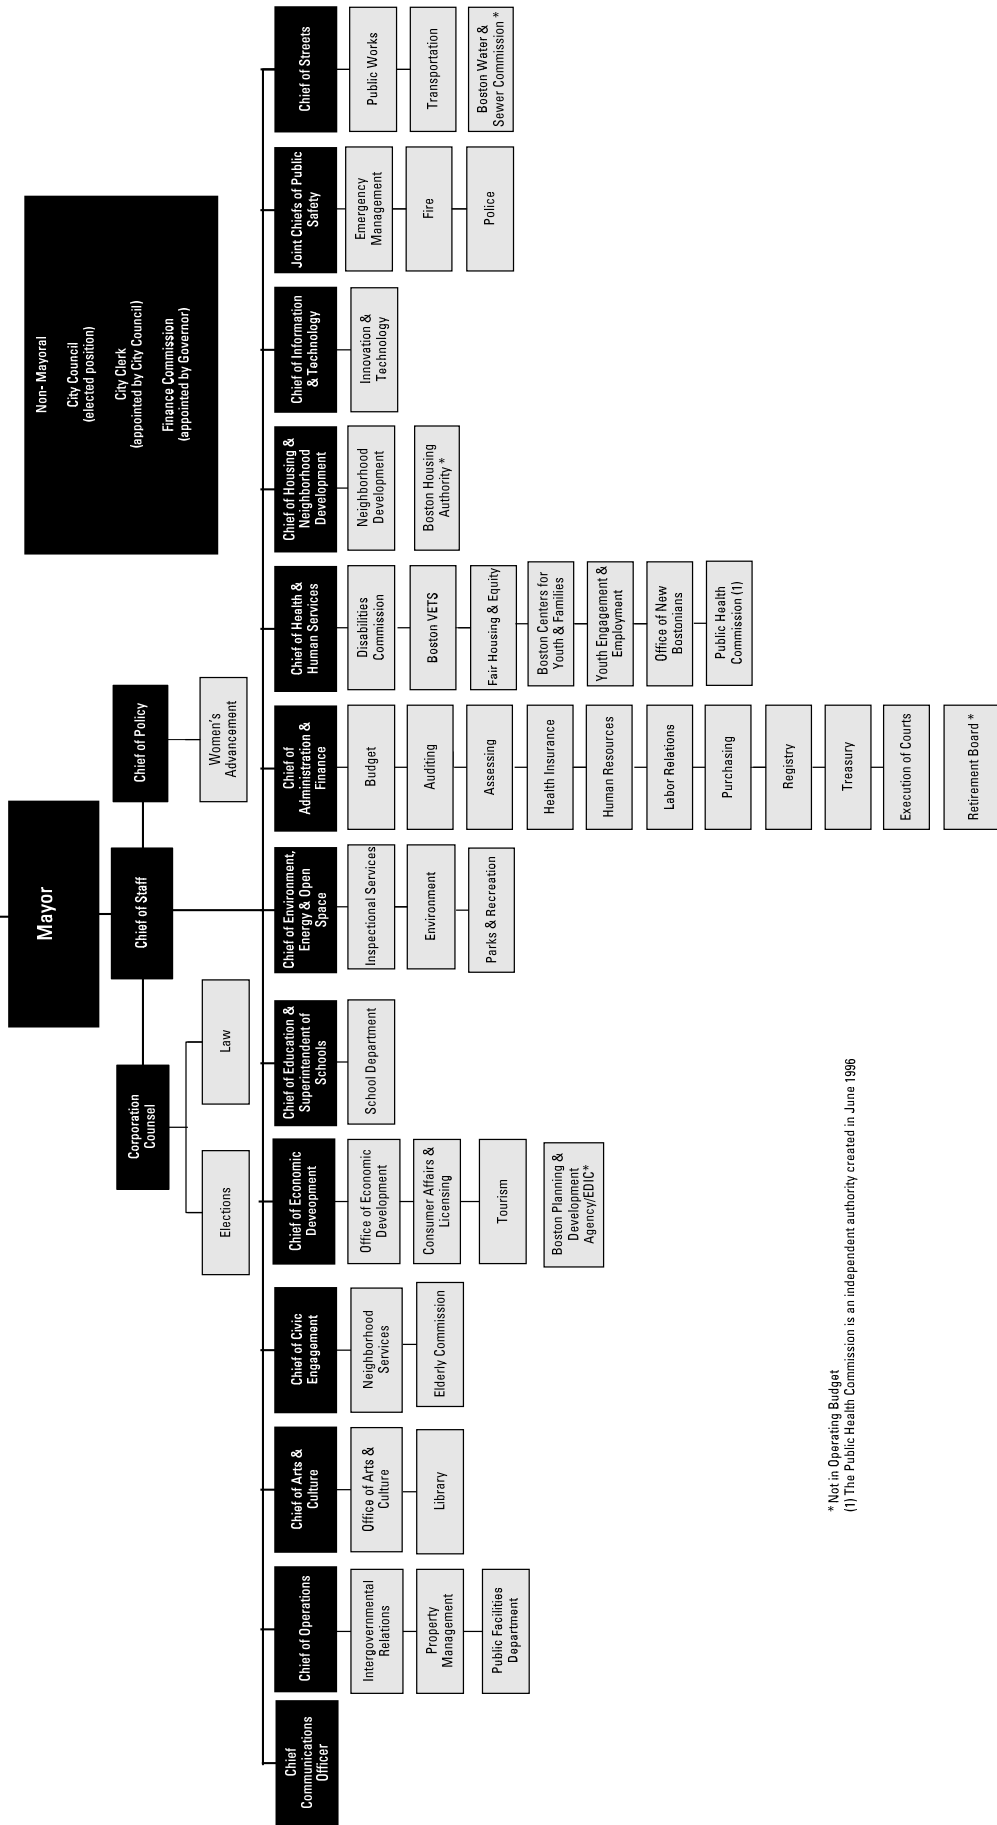 Mayor
Non- Mayoral
City Council
(elected position)
City Clerk
(appointed by City Council)
Finance Commission
(appointed by Governor)
Corporation
Counsel
Chief of Staff
Chief of Policy
Elections
Law
Women's
Advancement
Chief
Communications
Officer
Chief of Operations
Intergovernmental
Relations
Property
Management
Public Facilities
Department
Chief of Arts &
Culture
Office of Arts &
Culture
Library
Chief of Civic
Engagement
Neighborhood
Services
Elderly Commission
Chief of Economic
Deveopment
Office of Economic
Development
Consumer Affairs &
Licensing
Tourism
Boston Planning &
Development
Agency/EDIC*
Chief of Education &
Superintendent of
Schools
School Department
Chief of Environment,
Energy & Open
Space
Inspectional Services
Environment
Parks & Recreation
Chief of
Administration &
Finance
Budget
Auditing
Assessing
Health Insurance
Human Resources
Labor Relations
Purchasing
Registry
Treasury
Execution of Courts
Retirement Board *
Chief of Health &
Human Services
Disabilities
Commission
Boston VETS
Fair Housing & Equity
Boston Centers for
Youth & Families
Youth Engagement &
Employment
Office of New
Bostonians
Public Health
Commission (1)
Chief of Housing &
Neighborhood
Development
Neighborhood
Development
Boston Housing
Authority *
Chief of Information
& Technology
Innovation &
Technology
Joint Chiefs of Public
Safety
Emergency
Management
Fire
Police
Chief of Streets
Public Works
Transportation
Boston Water &
Sewer Commission *
* Not in Operating Budget
(1) The Public Health Commission is an independent authority created in June 1996